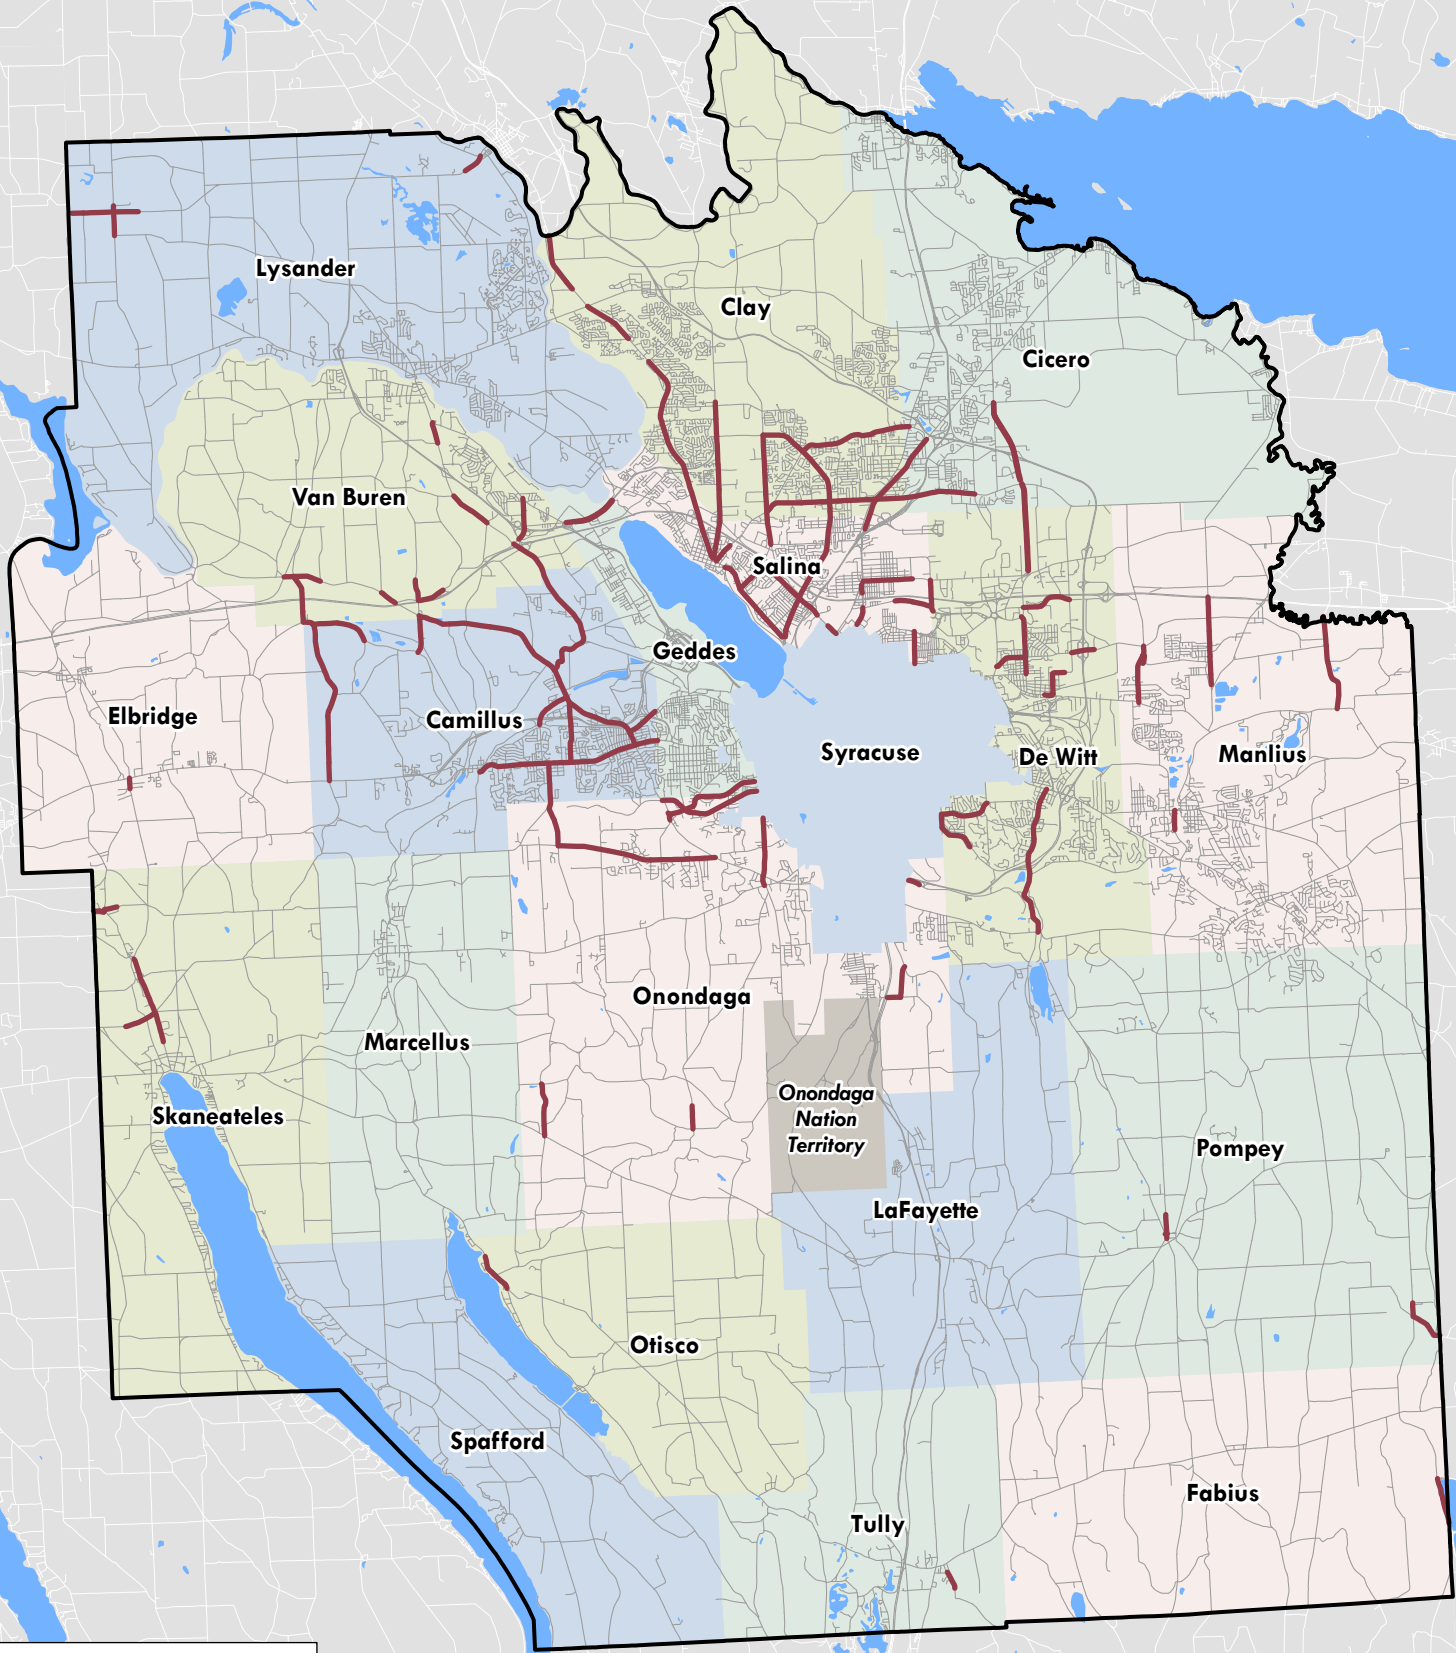 Lysander
Clay
Cicero
Van Buren
Salina
Geddes
Elbridge
Camillus
Syracuse
De Witt
Manlius
Onondaga
Marcellus
Onondaga
Nation
Territory
Skaneateles
Pompey
LaFayette
Otisco
Spafford
Fabius
Tully